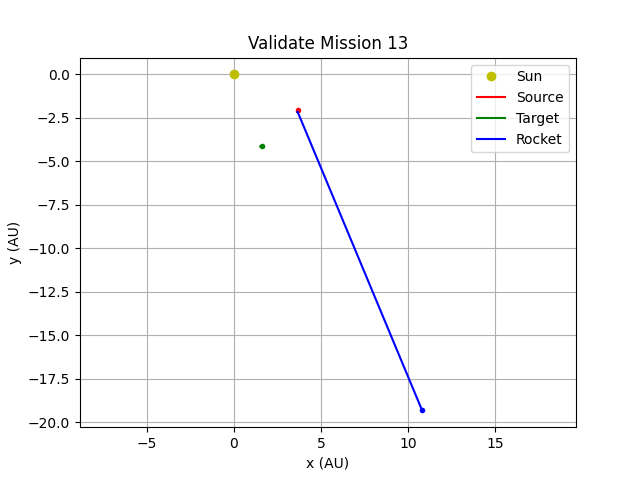 Validate Mission 13
Sun
Source
Target
Rocket
y (AU)
0.0
−2.5
−5.0
−7.5
−10.0
−12.5
−15.0
−17.5
−20.0
−5
0
5
10
15
x (AU)